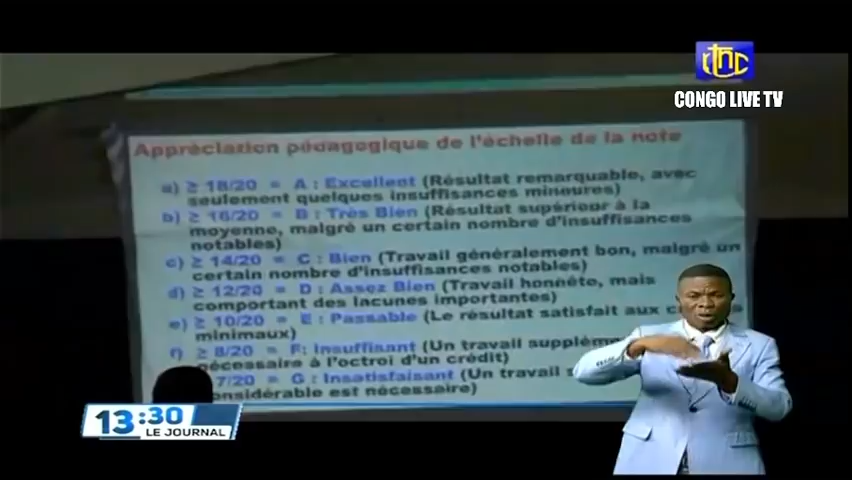 rtnc
CONGO LIVE TV
Appréciation pédagogique de l'échelle de la note
a) ≥ 18/20 = A : Excellent (Résultat remarquable, avec
seulement quelques insuffisances mineures)
b) ≥ 16/20 = B : Très Bien (Résultat supérieur à la
moyenne, malgré un certain nombre d'insuffisances
notables)
c) ≥ 14/20 = C : Bien (Travail généralement bon, malgré un
certain nombre d'insuffisances notables)
d) ≥ 12/20 = D : Assez Bien (Travail honnête, mais
comportant des lacunes importantes)
e) ≥ 10/20 = E : Passable (Le résultat satisfait aux
minimaux)
f) ≥ 8/20 = F: Insuffisant (Un travail
nécessaire à l'octroi d'un crédit)
7/20 = G : Insatisfaisant (Un travail
considérable est nécessaire)
13:30
LE JOURNAL